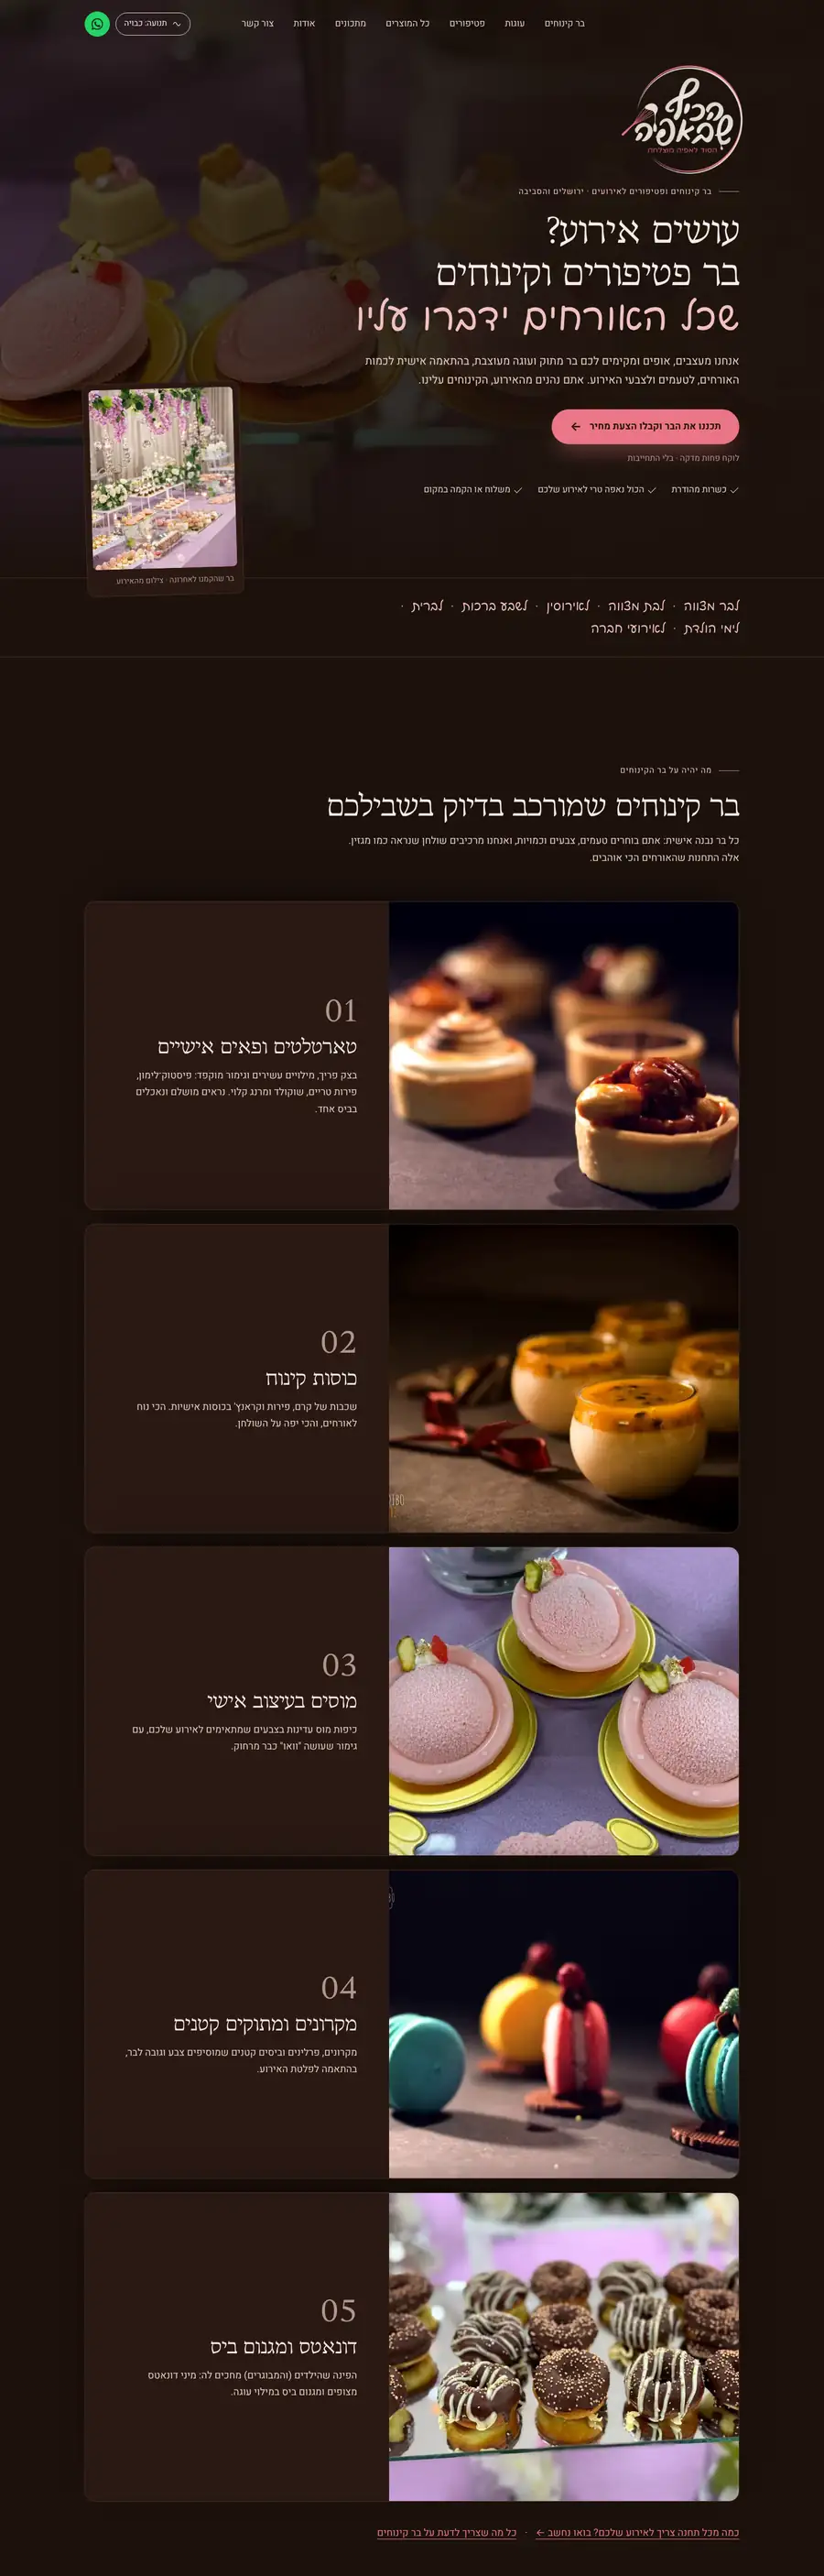 בר קינוחים
עוגות
פטיפורים
כל המוצרים
מתכונים
אודות
צור קשר
תנועה: כבויה
הכיף שבאפיה
הסוד לאפיה מוצלחת
בר קינוחים ופטיפורים לאירועים · ירושלים והסביבה
עושים אירוע?
בר פטיפורים וקינוחים
שכל האורחים ידברו עליו
אנחנו מעצבים, אופים ומקימים לכם בר מתוק ועוגה מעוצבת, בהתאמה אישית לכמות
האורחים, לטעמים ולצבעי האירוע. אתם נהנים מהאירוע, הקינוחים עלינו.
תכננו את הבר וקבלו הצעת מחיר ←
לוקח פחות מדקה · בלי התחייבות
✓ כשרות מהודרת ✓ הכול נאפה טרי לאירוע שלכם ✓ משלוח או הקמה במקום
בר שהקמנו לאחרונה · צילום מהאירוע
לבר מצווה · לבת מצווה · לאירוסין · לשבע ברכות · לברית ·
לימי הולדת · לאירועי חברה
מה יהיה על בר הקינוחים
בר קינוחים שמורכב בדיוק בשבילכם
כל בר נבנה אישית: אתם בוחרים טעמים, צבעים וכמויות, ואנחנו מרכיבים שולחן שנראה כמו מגזין.
אלה התחנות שהאורחים הכי אוהבים.
01
טארטלטים ופאים אישיים
בצק פריך, מילויים עשירים וגימור מוקפד: פיסטוק־לימון,
פירות טריים, שוקולד ומרנג קלוי. נראים מושלם ונאכלים
בביס אחד.
02
כוסות קינוח
שכבות של קרם, פירות וקראנץ' בכוסות אישיות. הכי נוח
לאורחים, והכי יפה על השולחן.
03
מוסים בעיצוב אישי
כיפות מוס עדינות בצבעים שמתאימים לאירוע שלכם, עם
גימור שעושה "וואו" כבר מרחוק.
04
מקרונים ומתוקים קטנים
מקרונים, פרלינים וביסים קטנים שמוסיפים צבע וגובה לבר,
בהתאמה לפלטת האירוע.
05
דונאטס ומגנום ביס
הפינה שהילדים (והמבוגרים) מחכים לה: מיני דונאטס
מצופים ומגנום ביס במילוי עוגה.
כמה מכל תחנה צריך לאירוע שלכם? בואו נחשב ← · כל מה שצריך לדעת על בר קינוחים